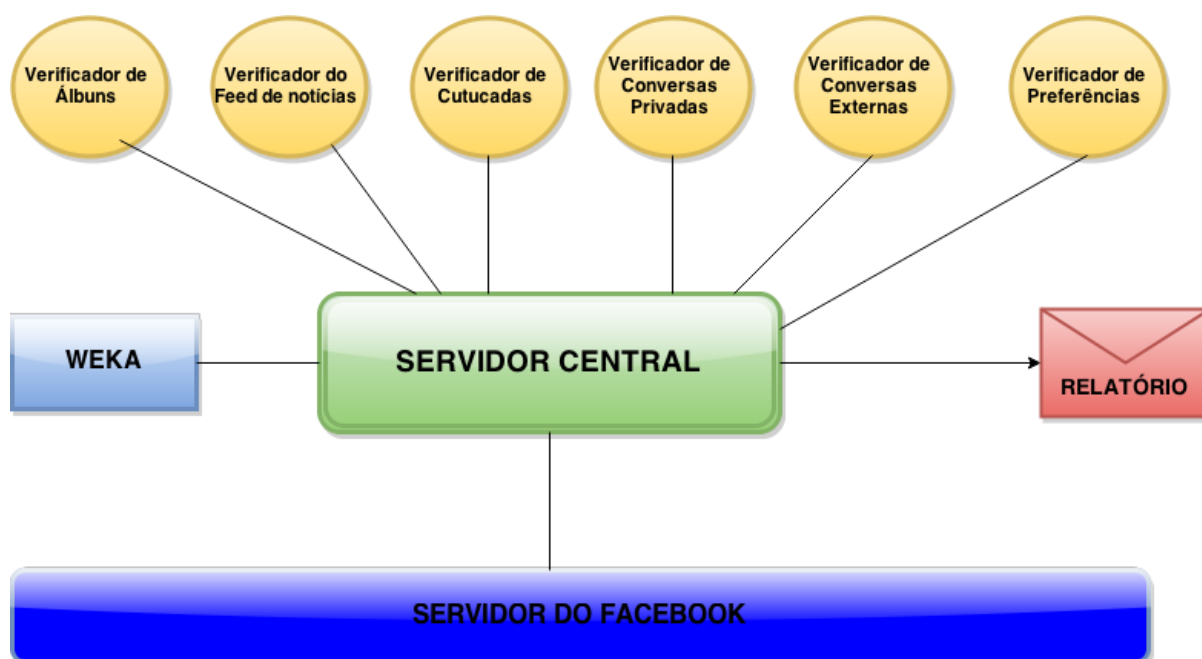 Verificador de
Álbuns
Verificador do
Feed de notícias
Verificador de
Cutucadas
Verificador de
Conversas
Privadas
Verificador de
Conversas
Externas
Verificador de
Preferências
WEKA
SERVIDOR CENTRAL
RELATÓRIO
SERVIDOR DO FACEBOOK